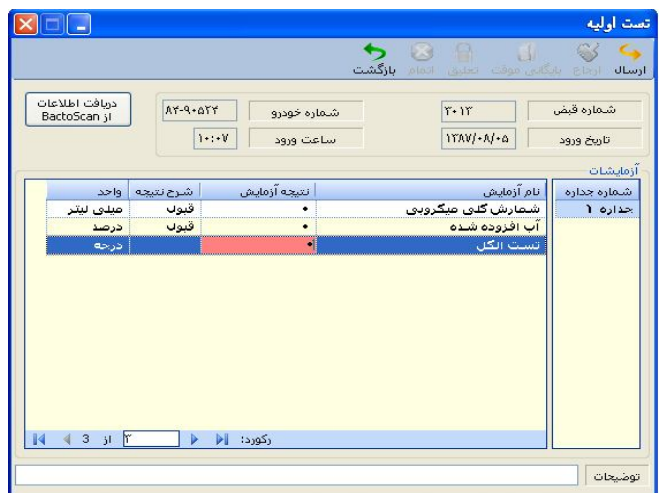 تست اولیه
ارسال ارجاع بایگانی موقت تعلیق اتمام بازگشت
شماره قبض ۳۰۱۳ شماره خودرو ۸۴-۹۰۵۲۴ دریافت اطلاعات از BactoScan
تاریخ ورود ۱۳۸۷/۰۸/۰۵ ساعت ورود ۱۰:۰۷
آزمایشات
شماره جداره نام آزمایش نتیجه آزمایش شرح نتیجه واحد
جداره ۱ شمارش کلی میکروبی ۰ قبول میلی لیتر
آب افزوده شده ۰ قبول درصد
تست الکل ۰ درجه
رکورد: ۳ از 3
توضیحات